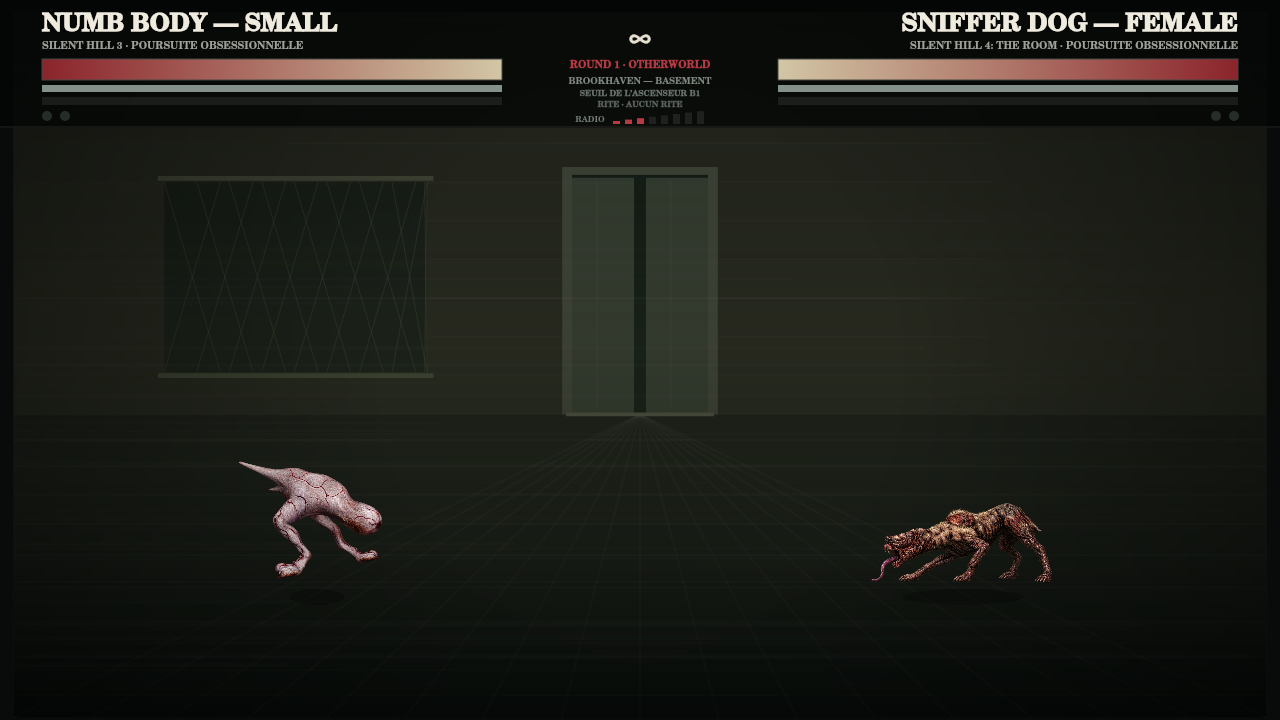 NUMB BODY — SMALL
SILENT HILL 3 · POURSUITE OBSESSIONNELLE
∞
ROUND 1 · OTHERWORLD
BROOKHAVEN — BASEMENT
SEUIL DE L'ASCENSEUR B1
RITE · AUCUN RITE
RADIO
SNIFFER DOG — FEMALE
SILENT HILL 4: THE ROOM · POURSUITE OBSESSIONNELLE